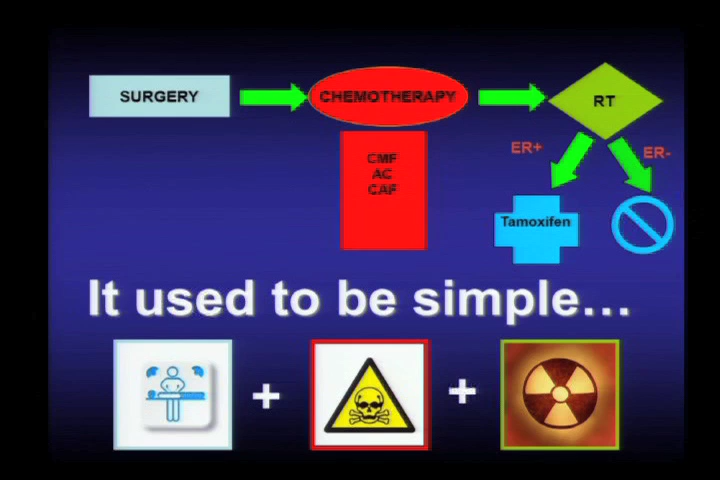 SURGERY
CHEMOTHERAPY
RT
CMF
AC
CAF
ER+
ER-
Tamoxifen
It used to be simple...
+
+